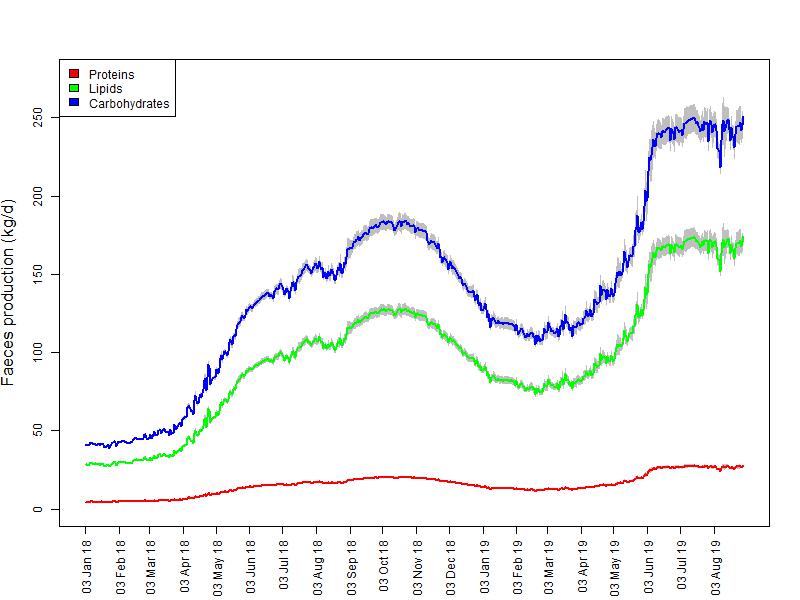 Proteins
Lipids
Carbohydrates
Faeces production (kg/d)
250
200
150
100
50
0
03 Jan 18
03 Feb 18
03 Mar 18
03 Apr 18
03 May 18
03 Jun 18
03 Jul 18
03 Aug 18
03 Sep 18
03 Oct 18
03 Nov 18
03 Dec 18
03 Jan 19
03 Feb 19
03 Mar 19
03 Apr 19
03 May 19
03 Jun 19
03 Jul 19
03 Aug 19